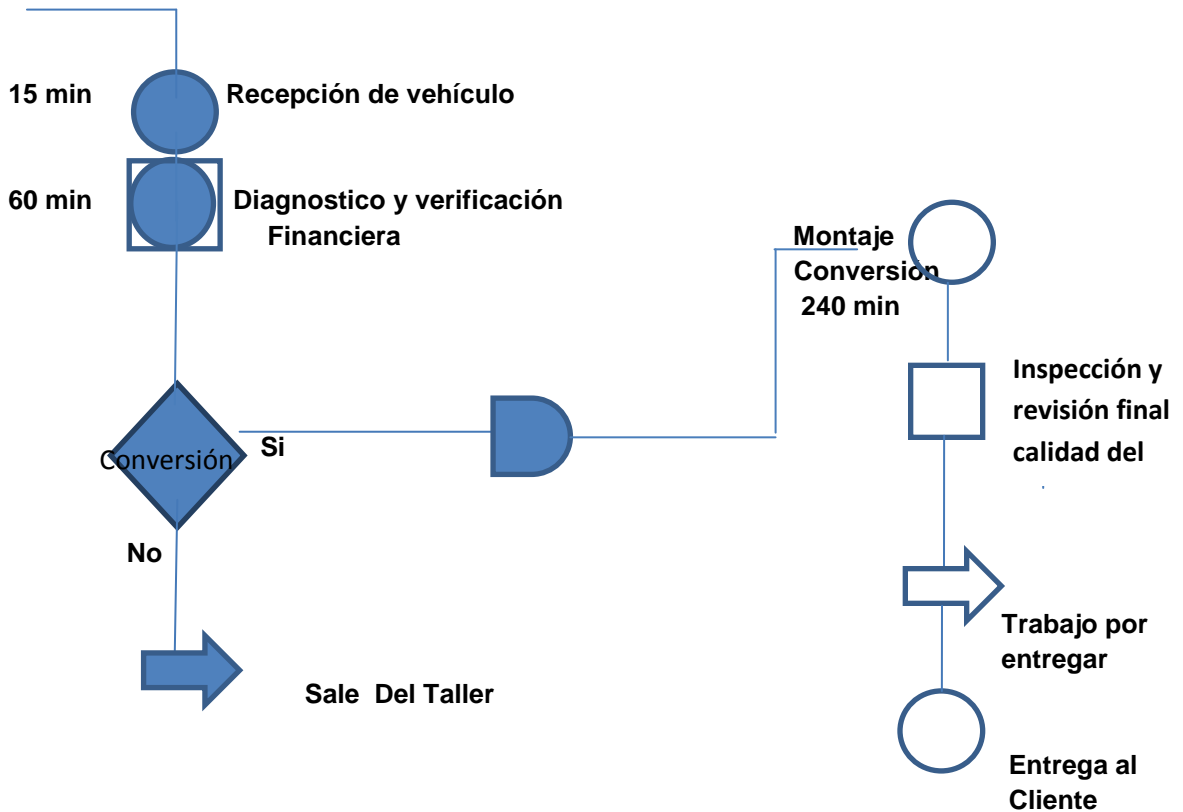 15 min
Recepción de vehículo
60 min
Diagnostico y verificación
Financiera
Conversión
Si
No
Sale Del Taller
Montaje
Conversión
240 min
Inspección y
revisión final
calidad del
Trabajo por
entregar
Entrega al
Cliente